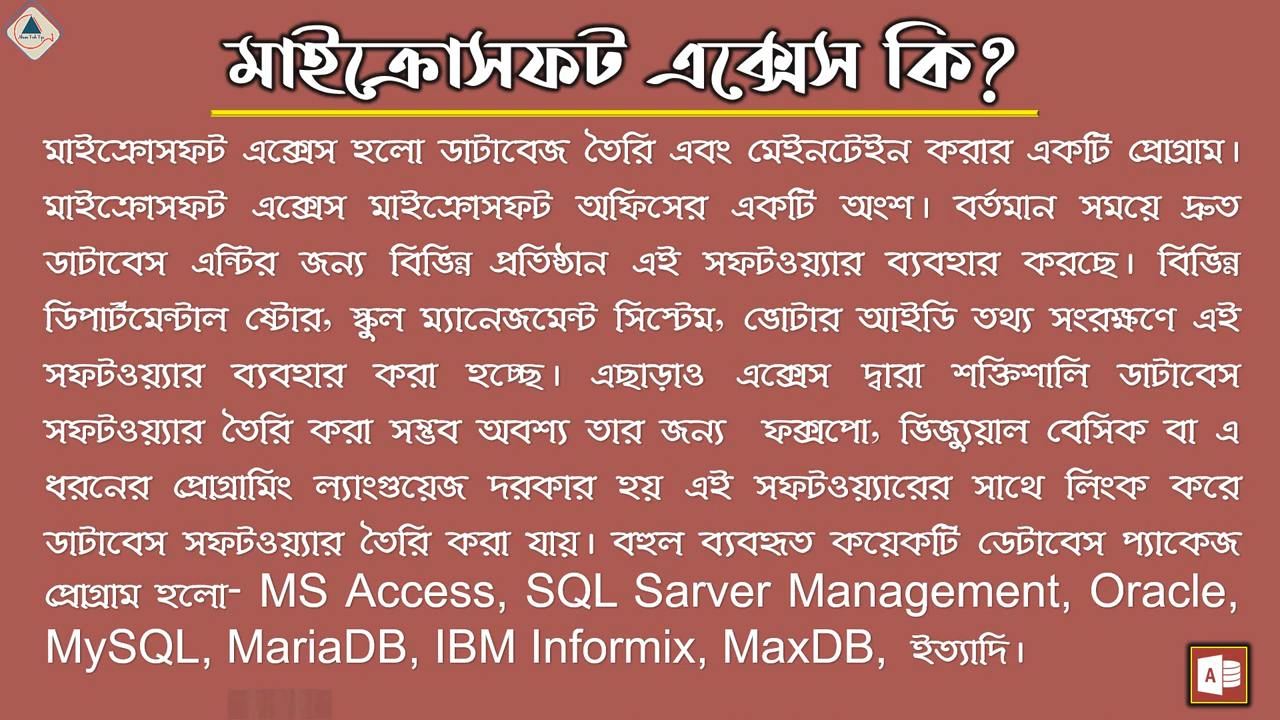 মাইক্রোসফট এক্সেস কি?
মাইক্রোসফট এক্সেস হলো ডাটাবেজ তৈরি এবং মেইনটেইন করার একটি প্রোগ্রাম।
মাইক্রোসফট এক্সেস মাইক্রোসফট অফিসের একটি অংশ। বর্তমান সময়ে দ্রুত
ডাটাবেস এন্টির জন্য বিভিন্ন প্রতিষ্ঠান এই সফটওয়্যার ব্যবহার করছে। বিভিন্ন
ডিপার্টমেন্টাল ষ্টোর, স্কুল ম্যানেজমেন্ট সিস্টেম, ভোটার আইডি তথ্য সংরক্ষণে এই
সফটওয়্যার ব্যবহার করা হচ্ছে। এছাড়াও এক্সেস দ্বারা শক্তিশালি ডাটাবেস
সফটওয়্যার তৈরি করা সম্ভব অবশ্য তার জন্য ফক্সপো, ভিজ্যুয়াল বেসিক বা এ
ধরনের প্রোগ্রামিং ল্যাংগুয়েজ দরকার হয় এই সফটওয়্যারের সাথে লিংক করে
ডাটাবেস সফটওয়্যার তৈরি করা যায়। বহুল ব্যবহৃত কয়েকটি ডেটাবেস প্যাকেজ
প্রোগ্রাম হলো- MS Access, SQL Sarver Management, Oracle,
MySQL, MariaDB, IBM Informix, MaxDB, ইত্যাদি।
A